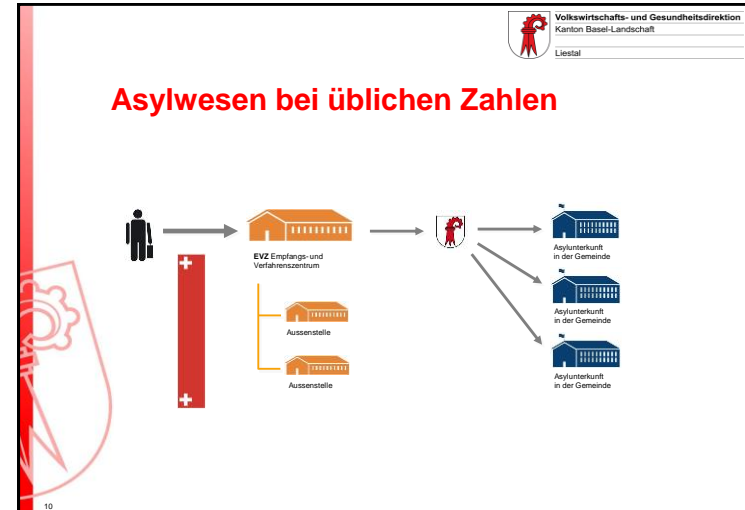 Volkswirtschafts- und Gesundheitsdirektion
Kanton Basel-Landschaft
Liestal
Asylwesen bei üblichen Zahlen
EVZ Empfangs- und
Verfahrenszentrum
Aussenstelle
Aussenstelle
Asylunterkunft
in der Gemeinde
Asylunterkunft
in der Gemeinde
Asylunterkunft
in der Gemeinde
10